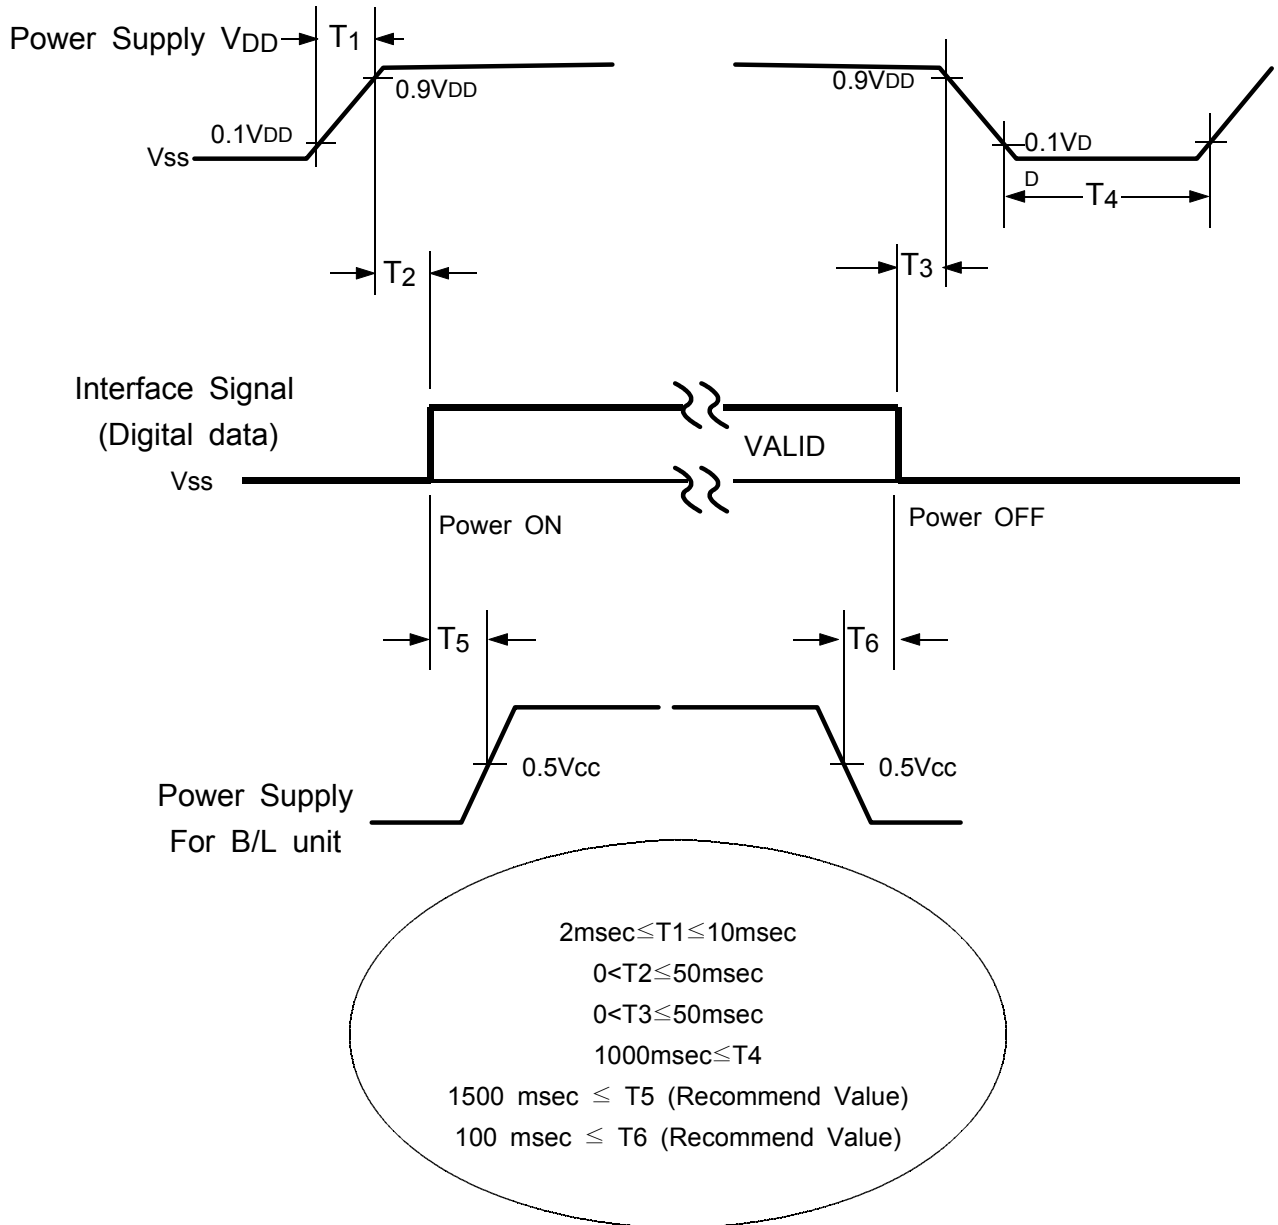 Power Supply VDD
T1
0.9VDD
0.9VDD
0.1VDD
0.1VD
D
Vss
T4
T2
T3
Interface Signal
(Digital data)
VALID
Vss
Power ON
Power OFF
T5
T6
0.5Vcc
0.5Vcc
Power Supply
For B/L unit
2msec≤T1≤10msec
0<T2≤50msec
0<T3≤50msec
1000msec≤T4
1500 msec ≤ T5 (Recommend Value)
100 msec ≤ T6 (Recommend Value)